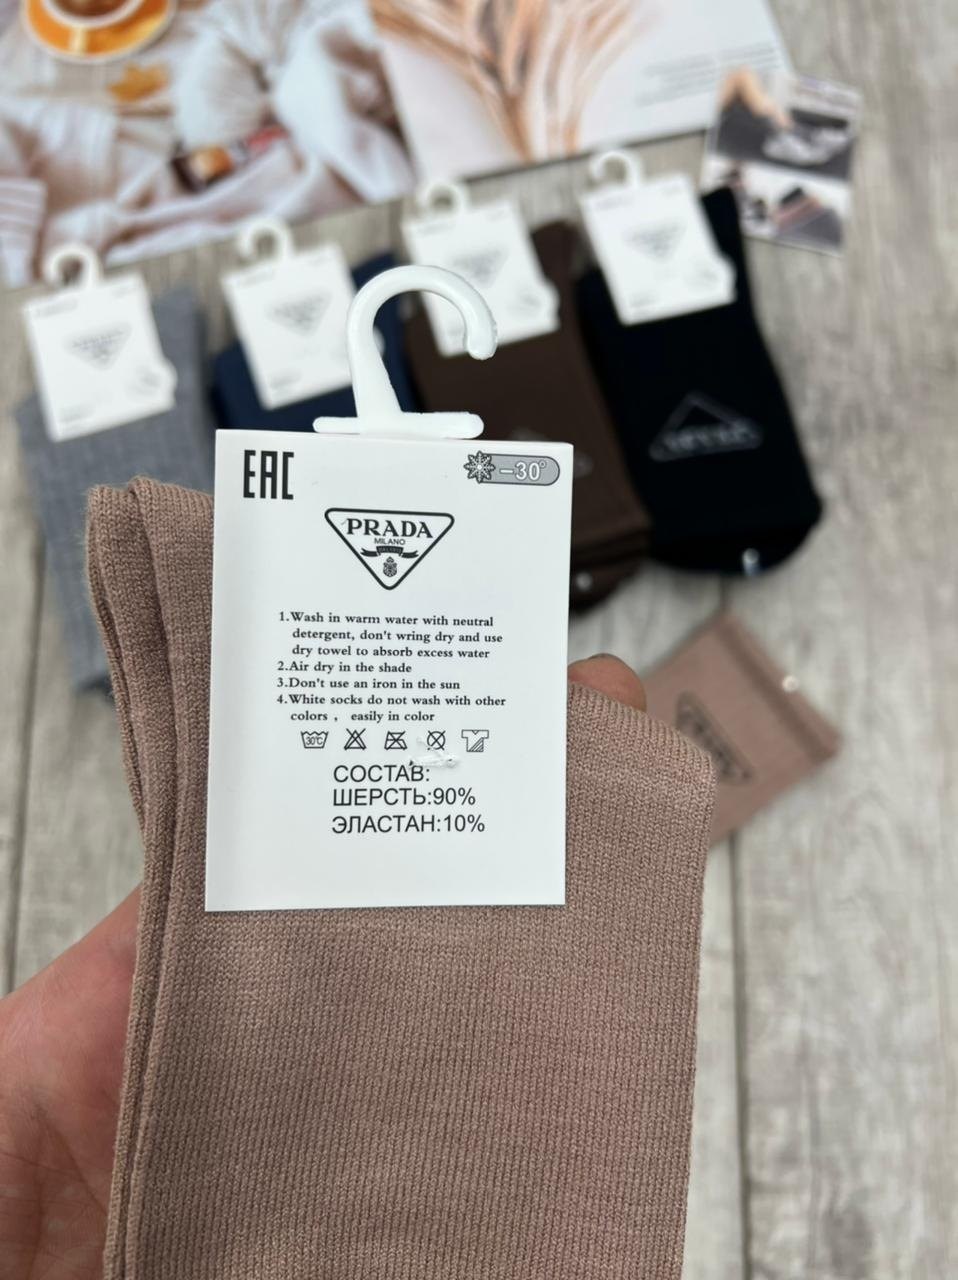 EAC
-30°
PRADA
MILANO
1.Wash in warm water with neutral
detergent, don't wring dry and use
dry towel to absorb excess water
2.Air dry in the shade
3.Don't use an iron in the sun
4.White socks do not wash with other
colors , easily in color
30°C
СОСТАВ:
ШЕРСТЬ:90%
ЭЛАСТАН:10%